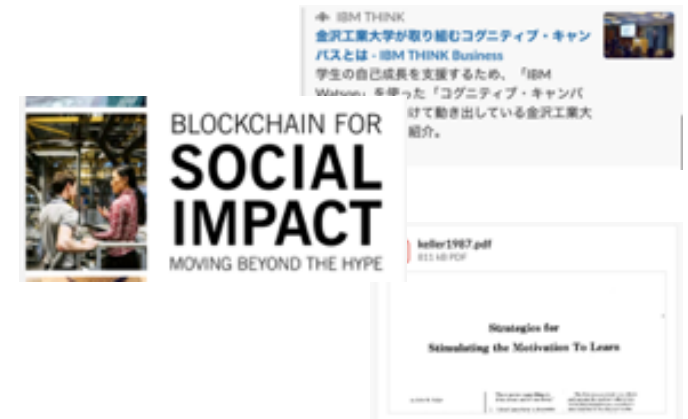 IBM THINK
金沢工業大学が取り組むコグニティブ・キャン
パスとは - IBM THINK Business
学生の自己成長を支援するため、「IBM
Watson」を使った「コグニティブ・キャンパ
けて動き出している金沢工業大
紹介。
BLOCKCHAIN FOR
SOCIAL
IMPACT
MOVING BEYOND THE HYPE
keller1987.pdf
811 kB PDF
Strategies for
Stimulating the Motivation To Learn